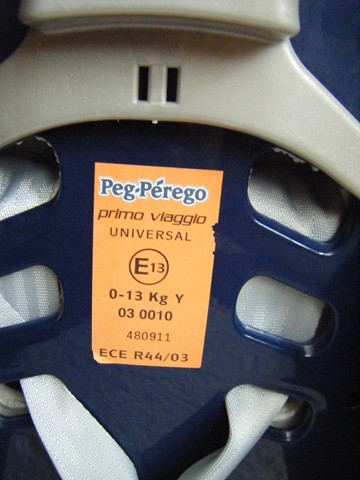 Peg-Pérego
primo viaggio
UNIVERSAL
E13
0-13 Kg Y
03 0010
480911
ECE R44/03